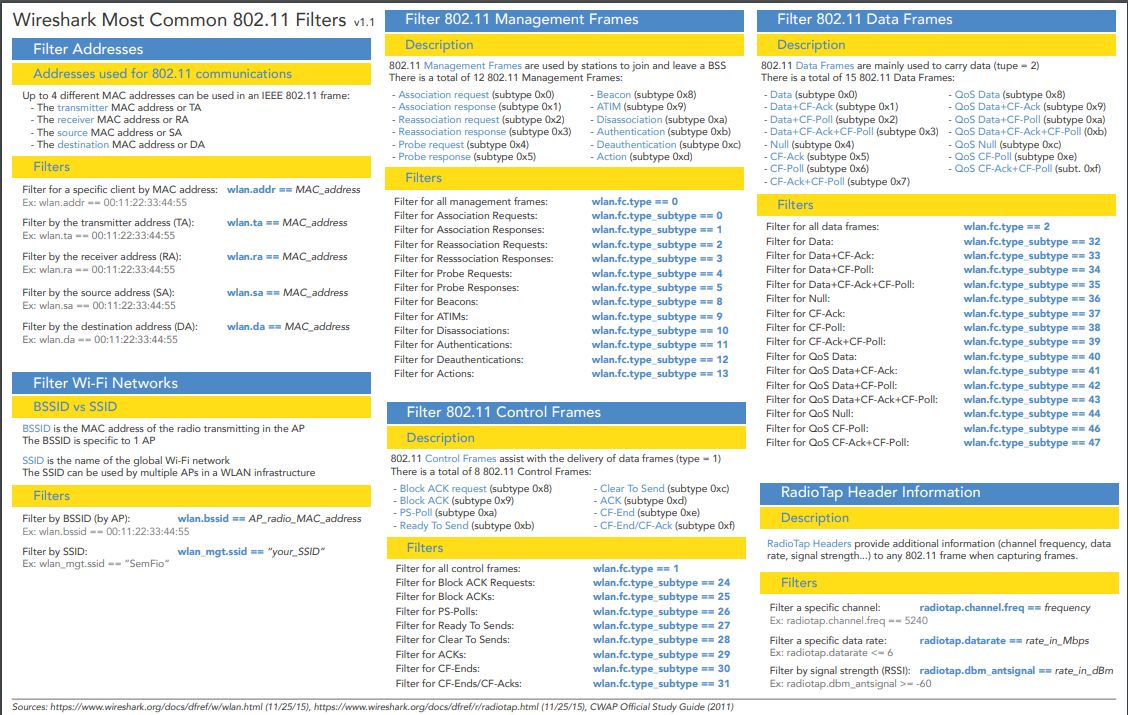 Wireshark Most Common 802.11 Filters v1.1
Filter Addresses
Addresses used for 802.11 communications
Up to 4 different MAC addresses can be used in an IEEE 802.11 frame:
- The transmitter MAC address or TA
- The receiver MAC address or RA
- The source MAC address or SA
- The destination MAC address or DA
Filters
Filter for a specific client by MAC address: wlan.addr == MAC_address
Ex: wlan.addr == 00:11:22:33:44:55
Filter by the transmitter address (TA): wlan.ta == MAC_address
Ex: wlan.ta == 00:11:22:33:44:55
Filter by the receiver address (RA): wlan.ra == MAC_address
Ex: wlan.ra == 00:11:22:33:44:55
Filter by the source address (SA): wlan.sa == MAC_address
Ex: wlan.sa == 00:11:22:33:44:55
Filter by the destination address (DA): wlan.da == MAC_address
Ex: wlan.da == 00:11:22:33:44:55
Filter Wi-Fi Networks
BSSID vs SSID
BSSID is the MAC address of the radio transmitting in the AP
The BSSID is specific to 1 AP
SSID is the name of the global Wi-Fi network
The SSID can be used by multiple APs in a WLAN infrastructure
Filters
Filter by BSSID (by AP): wlan.bssid == AP_radio_MAC_address
Ex: wlan.bssid == 00:11:22:33:44:55
Filter by SSID: wlan_mgt.ssid == “your_SSID”
Ex: wlan_mgt.ssid == “SemFio”
Filter 802.11 Management Frames
Description
802.11 Management Frames are used by stations to join and leave a BSS
There is a total of 12 802.11 Management Frames:
- Association request (subtype 0x0) - Beacon (subtype 0x8)
- Association response (subtype 0x1) - ATIM (subtype 0x9)
- Reassociation request (subtype 0x2) - Disassociation (subtype 0xa)
- Reassociation response (subtype 0x3) - Authentication (subtype 0xb)
- Probe request (subtype 0x4) - Deauthentication (subtype 0xc)
- Probe response (subtype 0x5) - Action (subtype 0xd)
Filters
Filter for all management frames: wlan.fc.type == 0
Filter for Association Requests: wlan.fc.type_subtype == 0
Filter for Association Responses: wlan.fc.type_subtype == 1
Filter for Reassociation Requests: wlan.fc.type_subtype == 2
Filter for Resssociation Responses: wlan.fc.type_subtype == 3
Filter for Probe Requests: wlan.fc.type_subtype == 4
Filter for Probe Responses: wlan.fc.type_subtype == 5
Filter for Beacons: wlan.fc.type_subtype == 8
Filter for ATIMs: wlan.fc.type_subtype == 9
Filter for Disassociations: wlan.fc.type_subtype == 10
Filter for Authentications: wlan.fc.type_subtype == 11
Filter for Deauthentications: wlan.fc.type_subtype == 12
Filter for Actions: wlan.fc.type_subtype == 13
Filter 802.11 Control Frames
Description
802.11 Control Frames assist with the delivery of data frames (type = 1)
There is a total of 8 802.11 Control Frames:
- Block ACK request (subtype 0x8) - Clear To Send (subtype 0xc)
- Block ACK (subtype 0x9) - ACK (subtype 0xd)
- PS-Poll (subtype 0xa) - CF-End (subtype 0xe)
- Ready To Send (subtype 0xb) - CF-End/CF-Ack (subtype 0xf)
Filters
Filter for all control frames: wlan.fc.type == 1
Filter for Block ACK Requests: wlan.fc.type_subtype == 24
Filter for Block ACKs: wlan.fc.type_subtype == 25
Filter for PS-Polls: wlan.fc.type_subtype == 26
Filter for Ready To Sends: wlan.fc.type_subtype == 27
Filter for Clear To Sends: wlan.fc.type_subtype == 28
Filter for ACKs: wlan.fc.type_subtype == 29
Filter for CF-Ends: wlan.fc.type_subtype == 30
Filter for CF-Ends/CF-Acks: wlan.fc.type_subtype == 31
Filter 802.11 Data Frames
Description
802.11 Data Frames are mainly used to carry data (tupe = 2)
There is a total of 15 802.11 Data Frames:
- Data (subtype 0x0) - QoS Data (subtype 0x8)
- Data+CF-Ack (subtype 0x1) - QoS Data+CF-Ack (subtype 0x9)
- Data+CF-Poll (subtype 0x2) - QoS Data+CF-Poll (subtype 0xa)
- Data+CF-Ack+CF-Poll (subtype 0x3) - QoS Data+CF-Ack+CF-Poll (0xb)
- Null (subtype 0x4) - QoS Null (subtype 0xc)
- CF-Ack (subtype 0x5) - QoS CF-Poll (subtype 0xe)
- CF-Poll (subtype 0x6) - QoS CF-Ack+CF-Poll (subt. 0xf)
- CF-Ack+CF-Poll (subtype 0x7)
Filters
Filter for all data frames: wlan.fc.type == 2
Filter for Data: wlan.fc.type_subtype == 32
Filter for Data+CF-Ack: wlan.fc.type_subtype == 33
Filter for Data+CF-Poll: wlan.fc.type_subtype == 34
Filter for Data+CF-Ack+CF-Poll: wlan.fc.type_subtype == 35
Filter for Null: wlan.fc.type_subtype == 36
Filter for CF-Ack: wlan.fc.type_subtype == 37
Filter for CF-Poll: wlan.fc.type_subtype == 38
Filter for CF-Ack+CF-Poll: wlan.fc.type_subtype == 39
Filter for QoS Data: wlan.fc.type_subtype == 40
Filter for QoS Data+CF-Ack: wlan.fc.type_subtype == 41
Filter for QoS Data+CF-Poll: wlan.fc.type_subtype == 42
Filter for QoS Data+CF-Ack+CF-Poll: wlan.fc.type_subtype == 43
Filter for QoS Null: wlan.fc.type_subtype == 44
Filter for QoS CF-Poll: wlan.fc.type_subtype == 46
Filter for QoS CF-Ack+CF-Poll: wlan.fc.type_subtype == 47
RadioTap Header Information
Description
RadioTap Headers provide additional information (channel frequency, data
rate, signal strength...) to any 802.11 frame when capturing frames.
Filters
Filter a specific channel: radiotap.channel.freq == frequency
Ex: radiotap.channel.freq == 5240
Filter a specific data rate: radiotap.datarate == rate_in_Mbps
Ex: radiotap.datarate <= 6
Filter by signal strength (RSSI): radiotap.dbm_antsignal == rate_in_dBm
Ex: radiotap.dbm_antsignal >= -60
Sources: https://www.wireshark.org/docs/dfref/w/wlan.html (11/25/15), https://www.wireshark.org/docs/dfref/r/radiotap.html (11/25/15), CWAP Official Study Guide (2011)